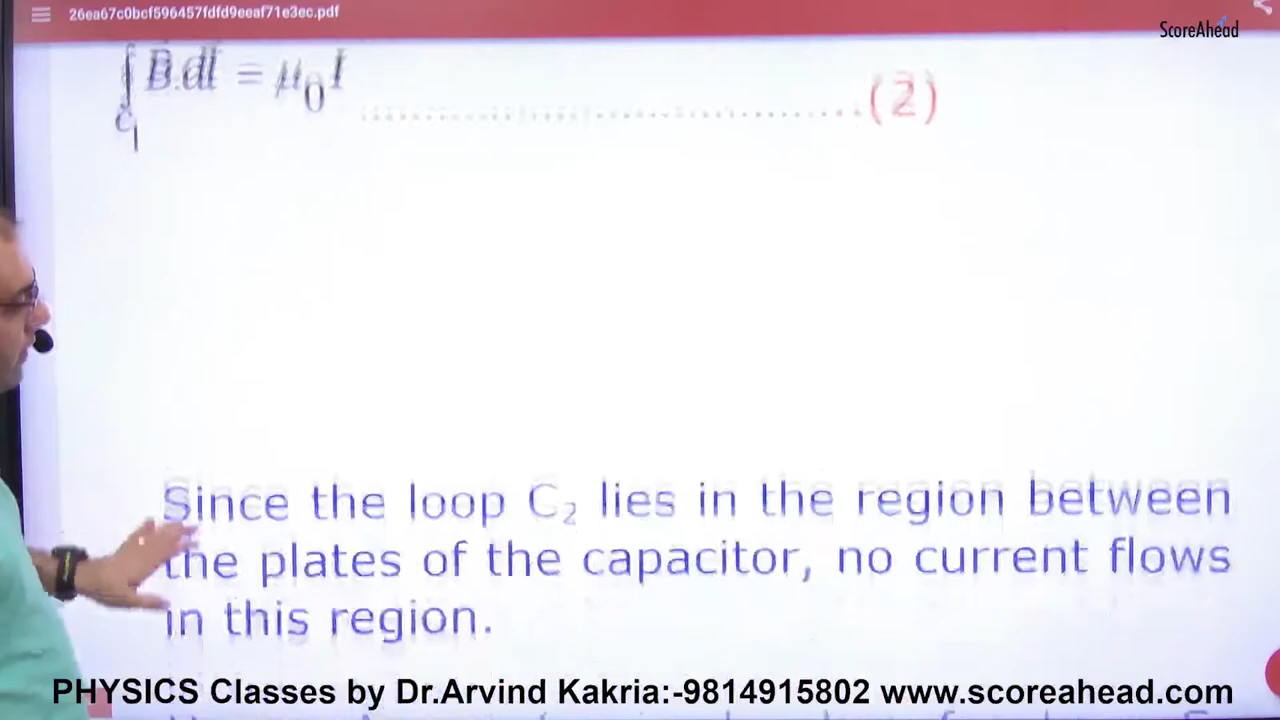 26ea67c0bcf596457fdfd9eeaf71e3ec.pdf
ScoreAhead
∮ B.dl = μ₀I ........................................(2)
C₁
Since the loop C₂ lies in the region between
the plates of the capacitor, no current flows
in this region.
PHYSICS Classes by Dr.Arvind Kakria:-9814915802 www.scoreahead.com